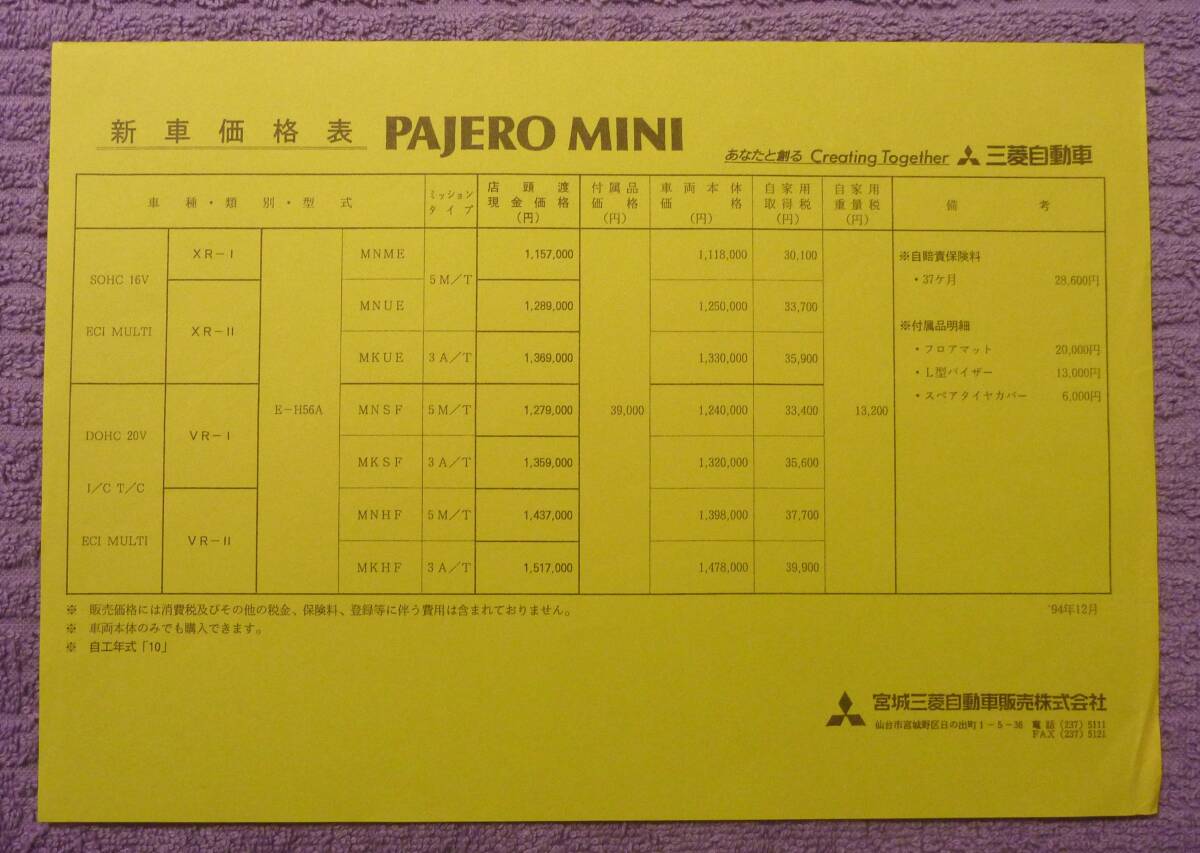 新車価格表 PAJERO MINI
あなたと創る Creating Together 三菱自動車
車種・類別・型式 ミッションタイプ 店頭渡現金価格(円) 付属品価格(円) 車両本体価格(円) 自家用取得税(円) 自家用重量税(円) 備考
SOHC 16V
ECI MULTI
XR-I MNME 5M/T 1,157,000 1,118,000 30,100
XR-II MNUE 1,289,000 1,250,000 33,700
MKUE 3A/T 1,369,000 1,330,000 35,900
E-H56A 39,000 13,200
DOHC 20V
I/C T/C
ECI MULTI
VR-I MNSF 5M/T 1,279,000 1,240,000 33,400
MKSF 3A/T 1,359,000 1,320,000 35,600
VR-II MNHF 5M/T 1,437,000 1,398,000 37,700
MKHF 3A/T 1,517,000 1,478,000 39,900
※自賠責保険料
・37ケ月 28,600円
※付属品明細
・フロアマット 20,000円
・L型バイザー 13,000円
・スペアタイヤカバー 6,000円
※ 販売価格には消費税及びその他の税金、保険料、登録等に伴う費用は含まれておりません。
※ 車両本体のみでも購入できます。
※ 自工年式「10」
'94年12月
宮城三菱自動車販売株式会社
仙台市宮城野区日の出町1-5-36 電話(237)5111
FAX(237)5121